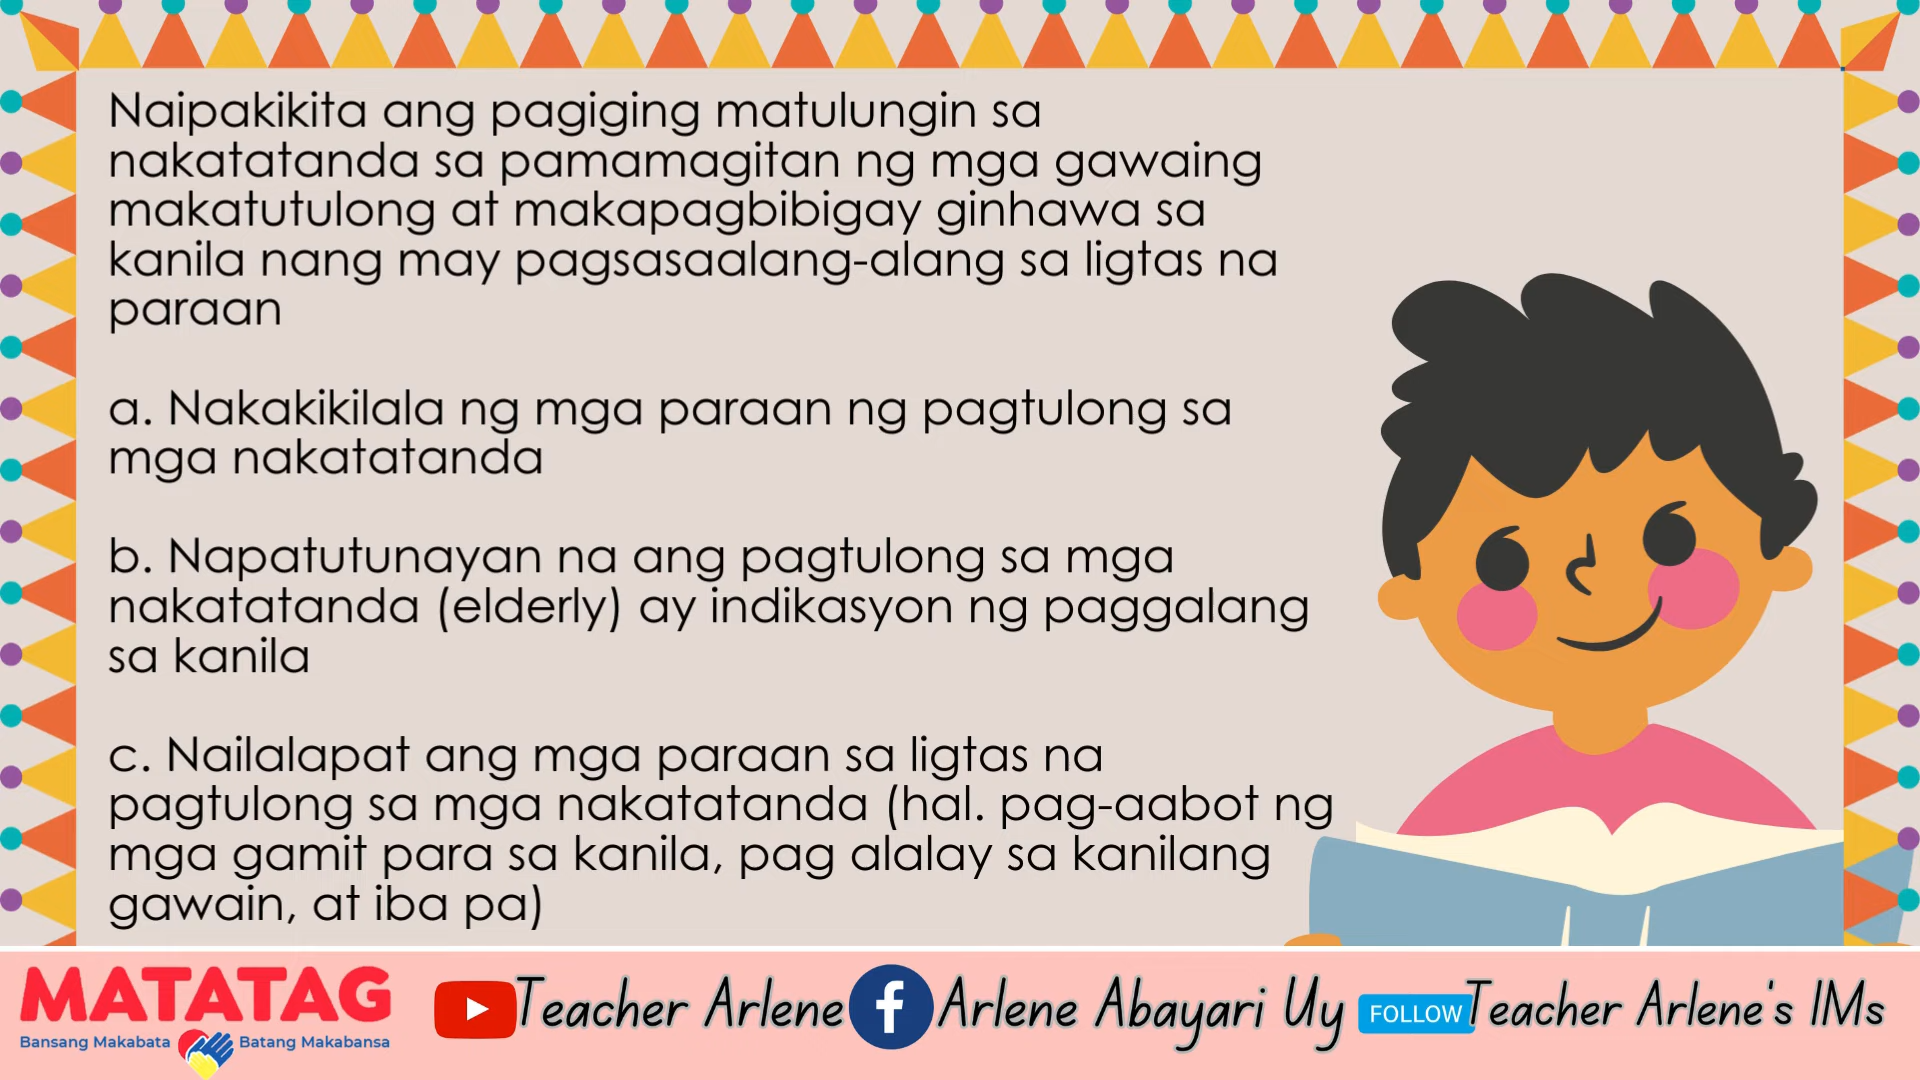 Naipakikita ang pagiging matulungin sa
nakatatanda sa pamamagitan ng mga gawaing
makatutulong at makapagbibigay ginhawa sa
kanila nang may pagsasaalang-alang sa ligtas na
paraan
a. Nakakikilala ng mga paraan ng pagtulong sa
mga nakatatanda
b. Napatutunayan na ang pagtulong sa mga
nakatatanda (elderly) ay indikasyon ng paggalang
sa kanila
c. Nailalapat ang mga paraan sa ligtas na
pagtulong sa mga nakatatanda (hal. pag-aabot ng
mga gamit para sa kanila, pag alalay sa kanilang
gawain, at iba pa)
MATATAG
Bansang Makabata Batang Makabansa
Teacher Arlene
f Arlene Abayari Uy
FOLLOW Teacher Arlene's IMs